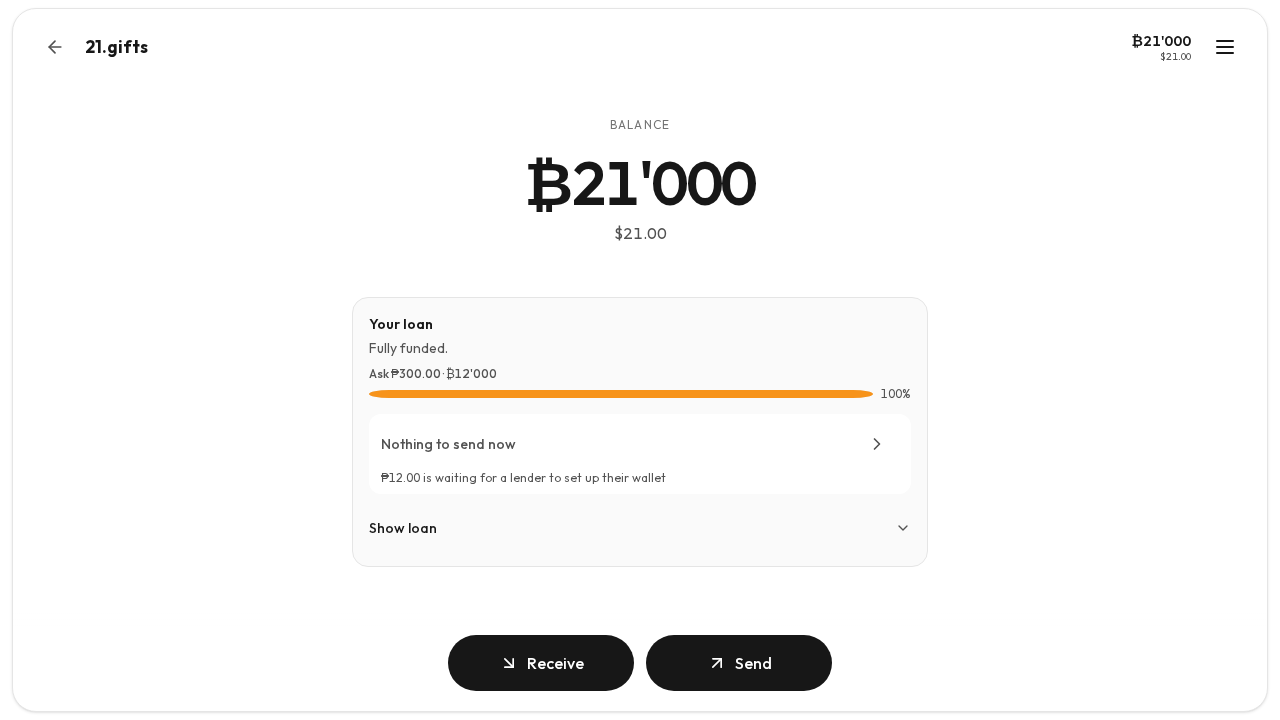 21.gifts
₿21'000
$21.00
BALANCE
₿21'000
$21.00
Your loan
Fully funded.
Ask ₱300.00 · ₿12'000
100%
Nothing to send now
₱12.00 is waiting for a lender to set up their wallet
Show loan
Receive
Send